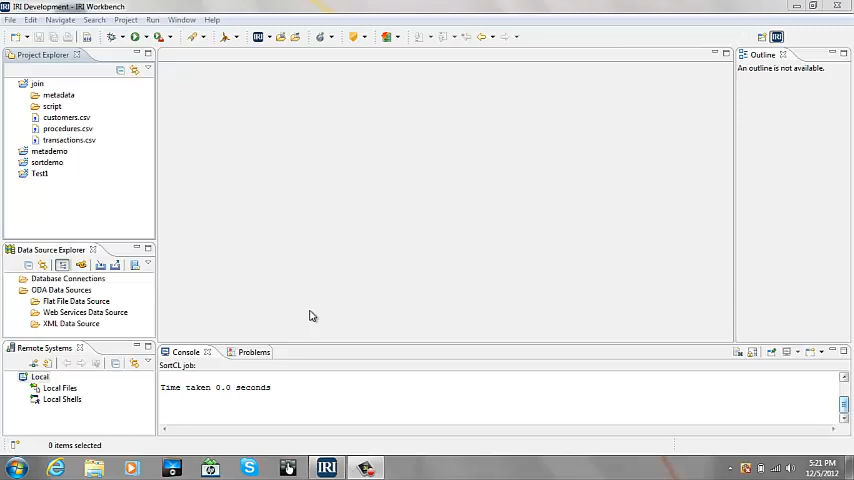 IRI Development - IRI Workbench
File Edit Navigate Search Project Run Window Help
IRI
IRI
Project Explorer
join
metadata
script
customers.csv
procedures.csv
transactions.csv
metademo
sortdemo
Test1
Data Source Explorer
Database Connections
ODA Data Sources
Flat File Data Source
Web Services Data Source
XML Data Source
Remote Systems
Local
Local Files
Local Shells
Outline
An outline is not available.
Console
Problems
SortCL job:
Time taken 0.0 seconds
0 items selected
IRI
5:21 PM
12/5/2012